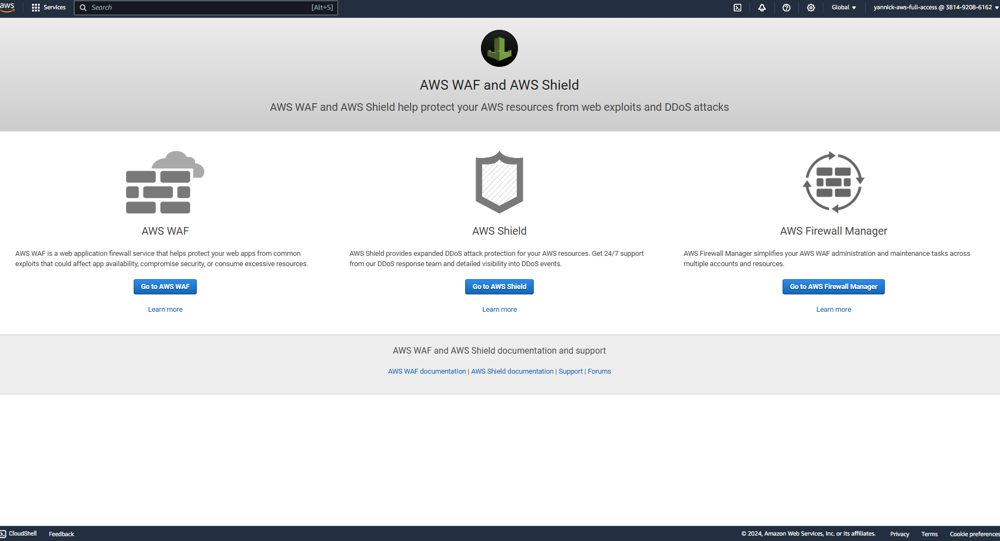 aws
Services
Search
[Alt+S]
Global
yannick-aws-full-access @ 3814-9208-6162
AWS WAF and AWS Shield
AWS WAF and AWS Shield help protect your AWS resources from web exploits and DDoS attacks
AWS WAF
AWS WAF is a web application firewall service that helps protect your web apps from common
exploits that could affect app availability, compromise security, or consume excessive resources.
Go to AWS WAF
Learn more
AWS Shield
AWS Shield provides expanded DDoS attack protection for your AWS resources. Get 24/7 support
from our DDoS response team and detailed visibility into DDoS events.
Go to AWS Shield
Learn more
AWS Firewall Manager
AWS Firewall Manager simplifies your AWS WAF administration and maintenance tasks across
multiple accounts and resources.
Go to AWS Firewall Manager
Learn more
AWS WAF and AWS Shield documentation and support
AWS WAF documentation | AWS Shield documentation | Support | Forums
CloudShell
Feedback
© 2024, Amazon Web Services, Inc. or its affiliates.
Privacy
Terms
Cookie preferences